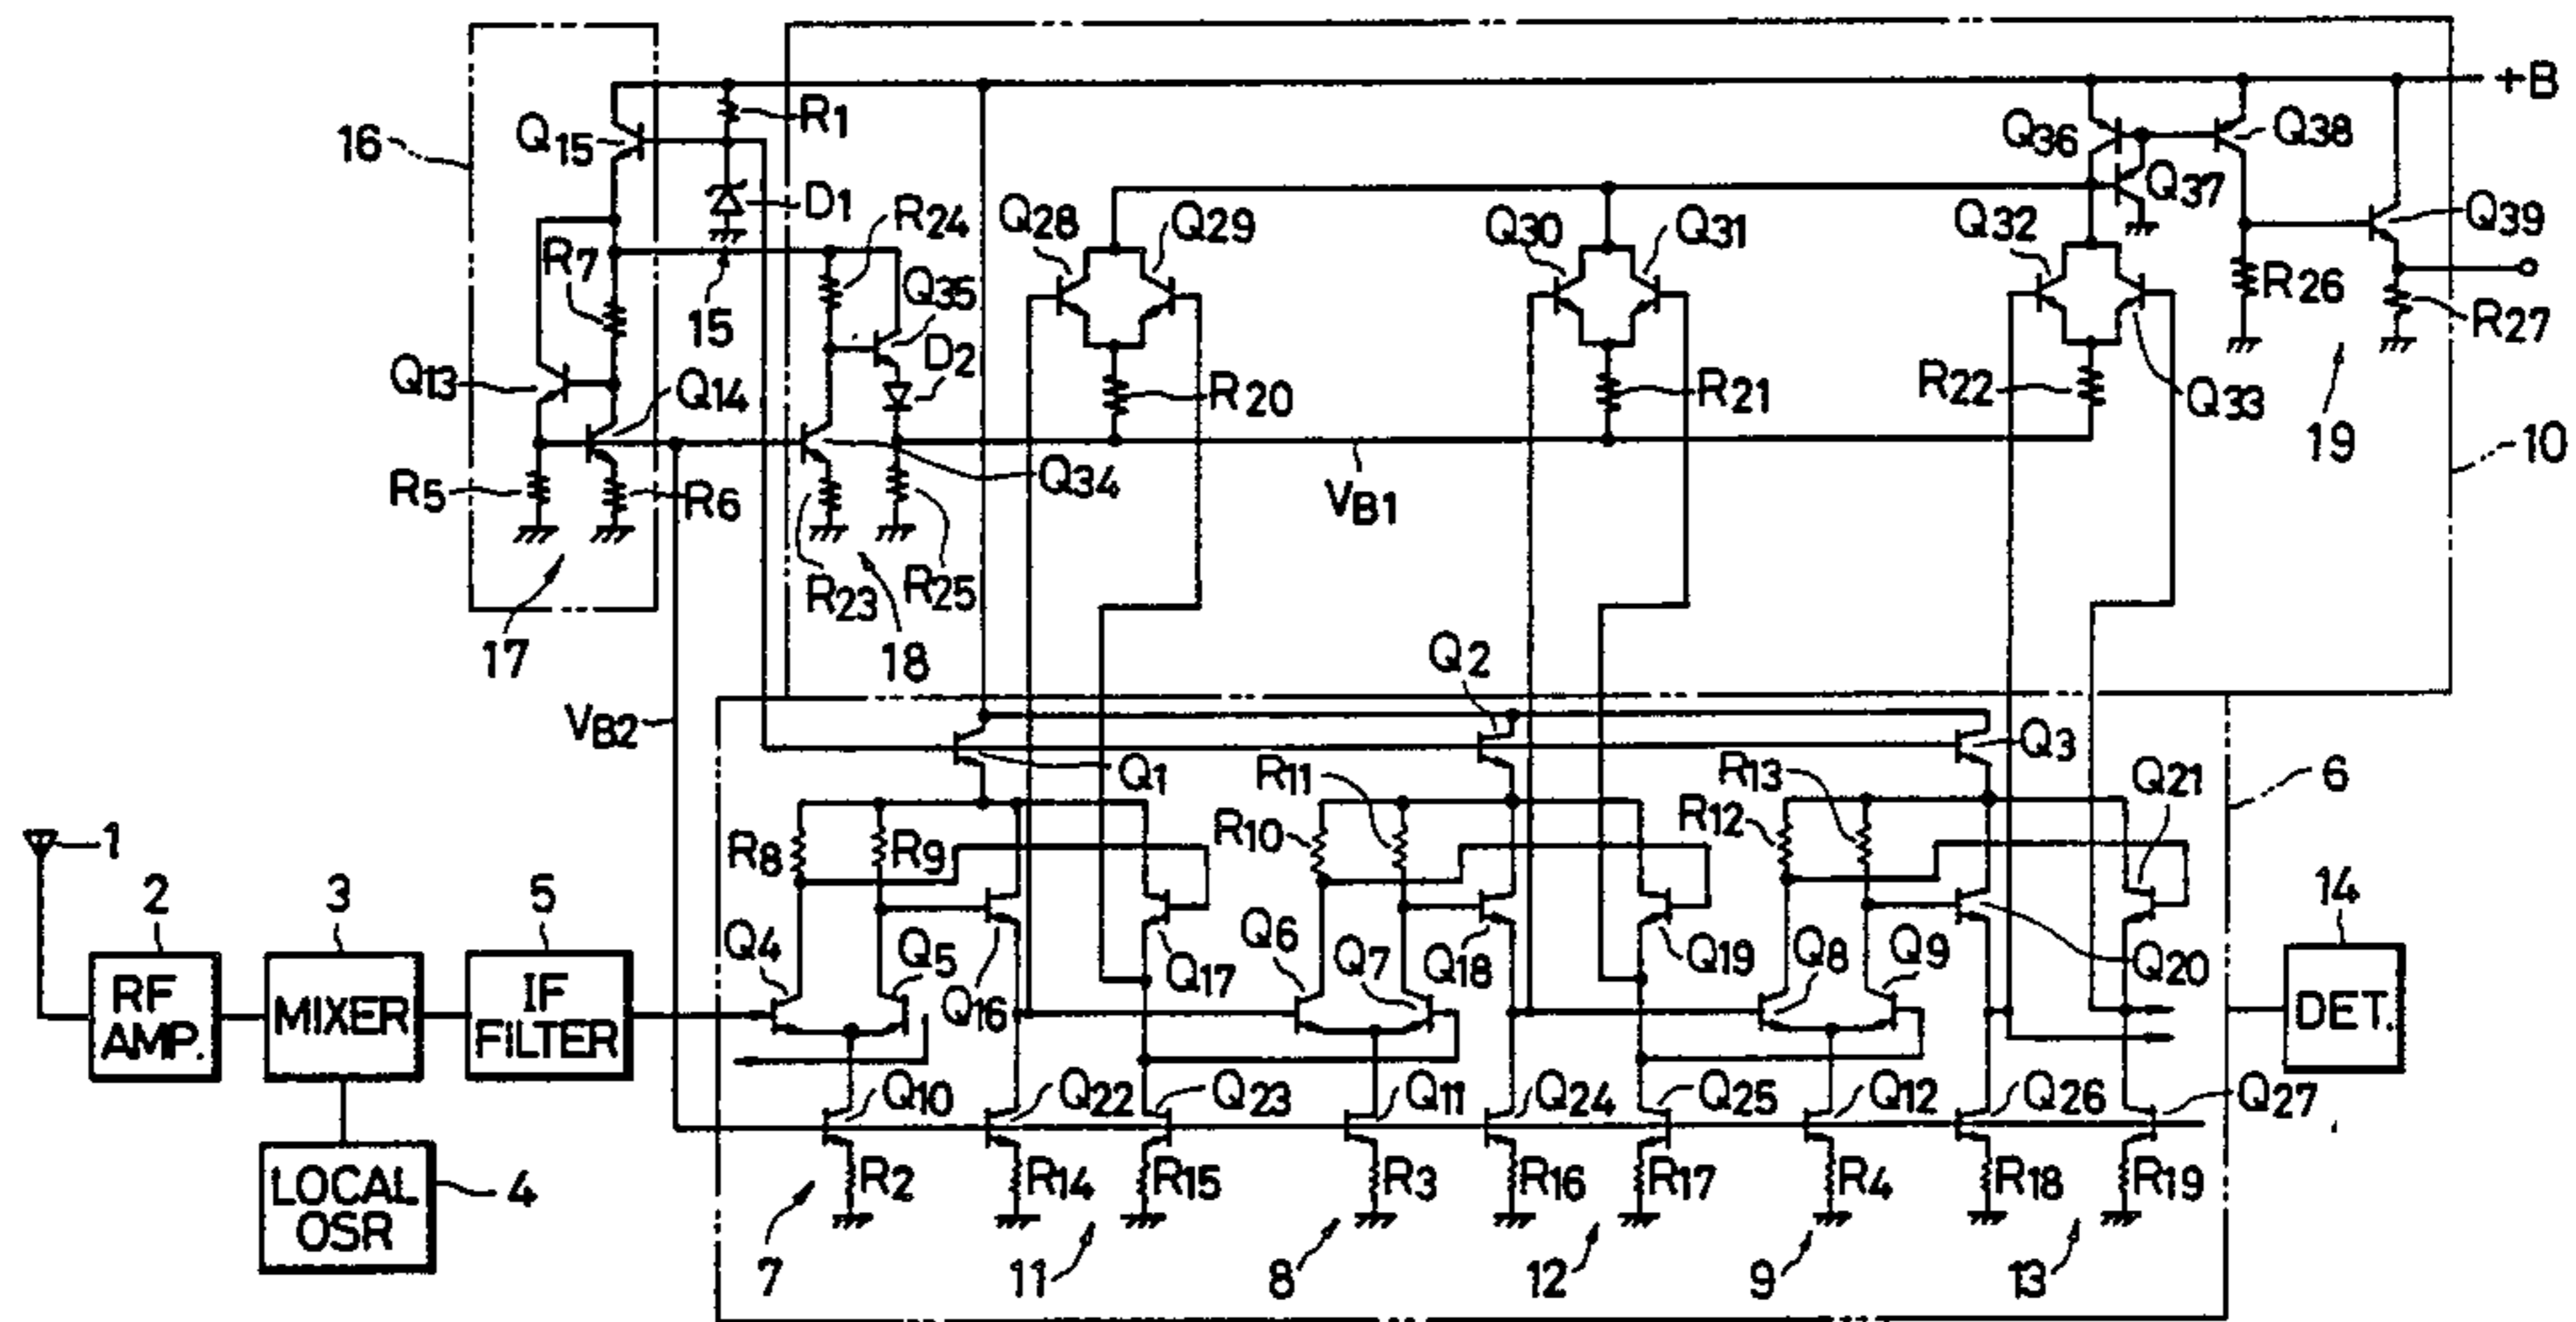 +B
R1
Q15
16
Q36
Q38
D1
Q37
R24
Q28
Q29
Q30
Q31
Q32
Q39
R7
Q35
15
R26
R27
D2
Q13
Q14
R20
R21
R22
Q33
19
10
R5
R6
Q34
VB1
R23
R25
17
18
Q2
VB2
Q1
R11
R13
Q3
Q21
6
1
R8
R9
R10
R12
2
3
5
14
Q4
Q5
Q6
Q7
Q18
Q19
Q8
Q9
Q20
Q16
Q17
RF AMP.
MIXER
IF FILTER
DET.
Q10
Q22
Q23
Q11
Q24
Q25
Q12
Q26
Q27
LOCAL OSR
4
R2
R14
R15
R3
R16
R17
R4
R18
R19
7
11
8
12
9
13